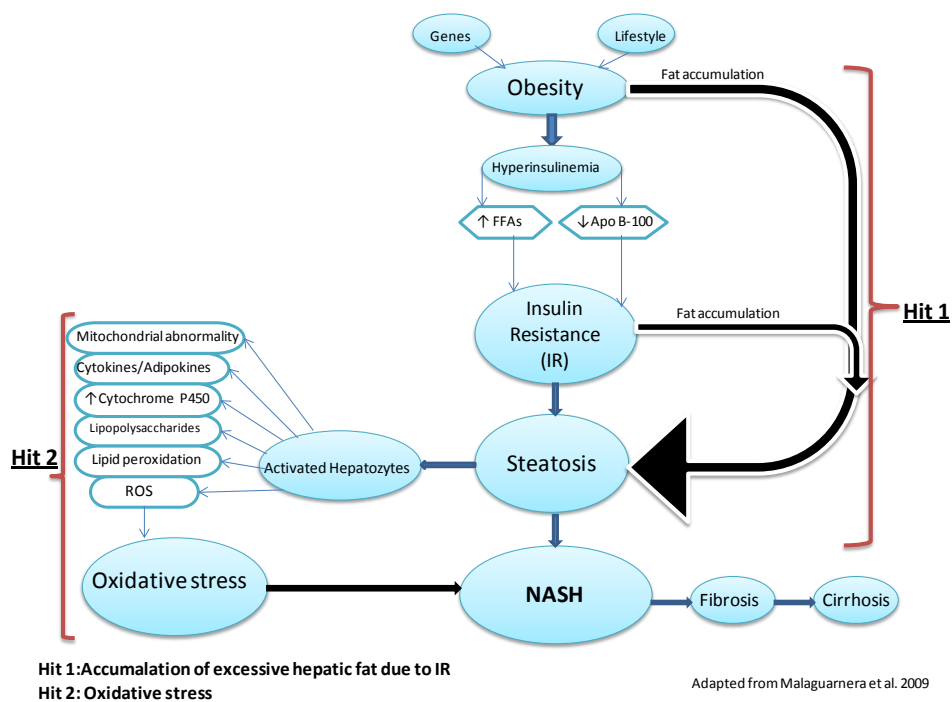 Genes
Lifestyle
Obesity
Fat accumulation
Hyperinsulinemia
↑ FFAs
↓ Apo B-100
Insulin
Resistance
(IR)
Fat accumulation
Hit 1
Mitochondrial abnormality
Cytokines/Adipokines
↑Cytochrome P450
Lipopolysaccharides
Lipid peroxidation
ROS
Hit 2
Activated Hepatozytes
Steatosis
Oxidative stress
NASH
Fibrosis
Cirrhosis
Hit 1:Accumalation of excessive hepatic fat due to IR
Hit 2: Oxidative stress
Adapted from Malaguarnera et al. 2009